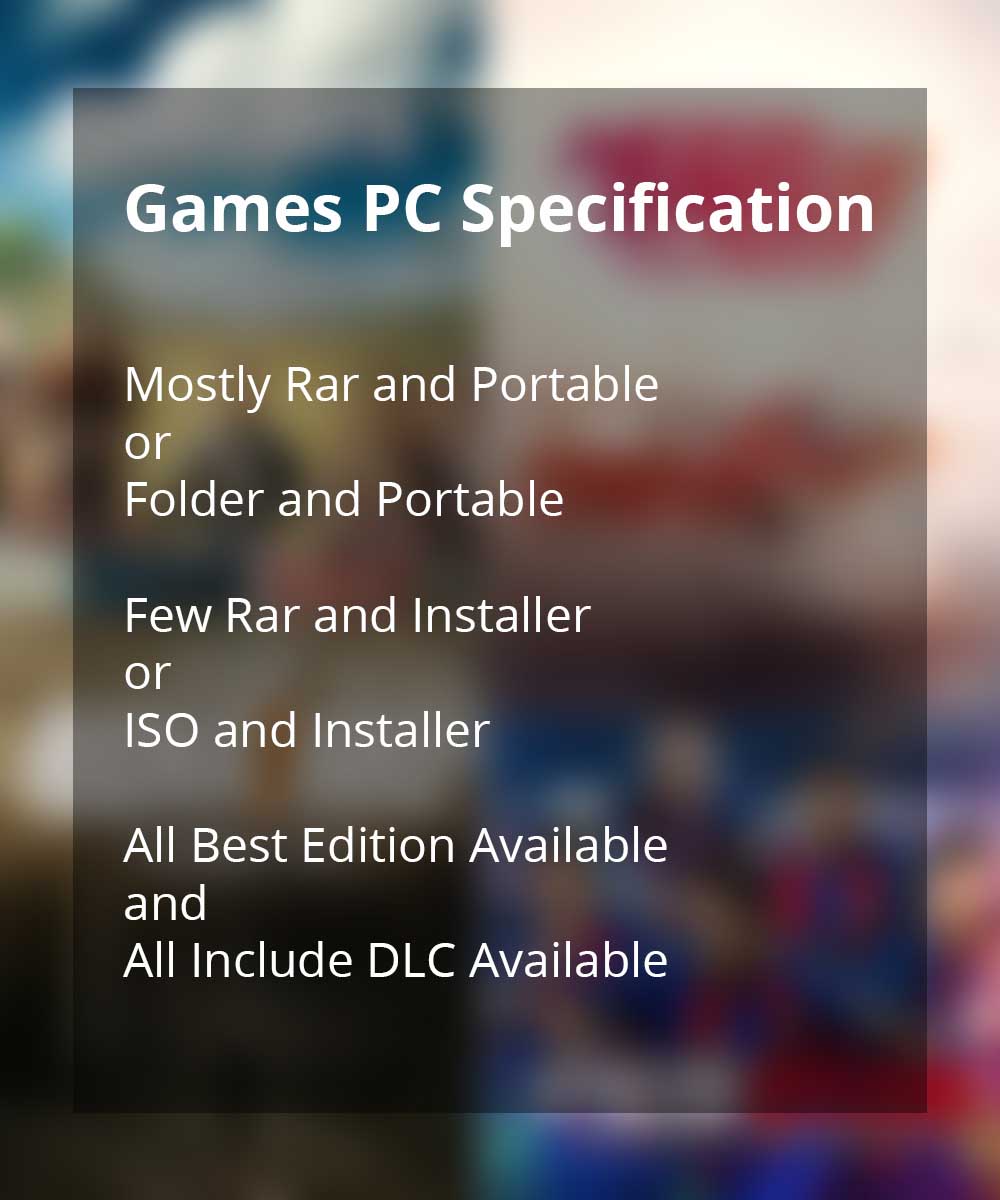 Games PC Specification
Mostly Rar and Portable
or
Folder and Portable
Few Rar and Installer
or
ISO and Installer
All Best Edition Available
and
All Include DLC Available